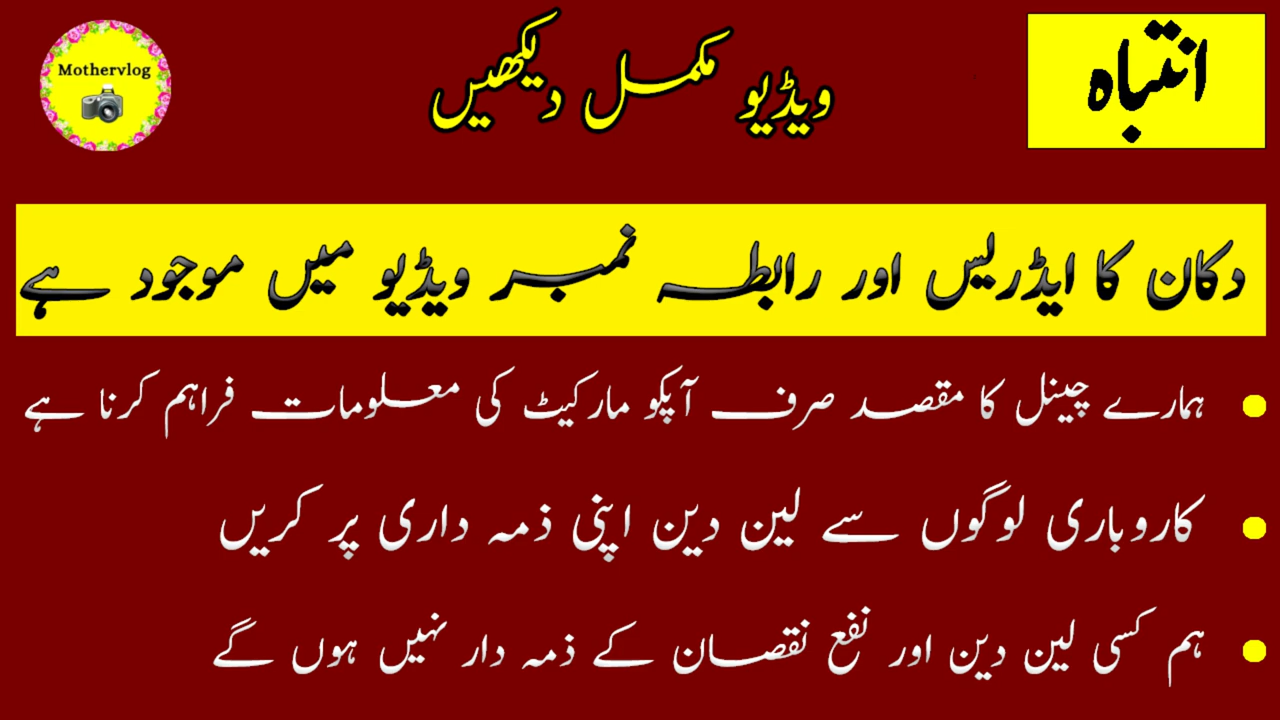 انتباہ
ویڈیو مکمل دیکھیں
Mothervlog
دکان کا ایڈریس اور رابطہ نمبر ویڈیو میں موجود ہے
ہمارے چینل کا مقصد صرف آپکو مارکیٹ کی معلومات فراہم کرنا ہے
کاروباری لوگوں سے لین دین اپنی ذمہ داری پر کریں
ہم کسی لین دین اور نفع نقصان کے ذمہ دار نہیں ہوں گے